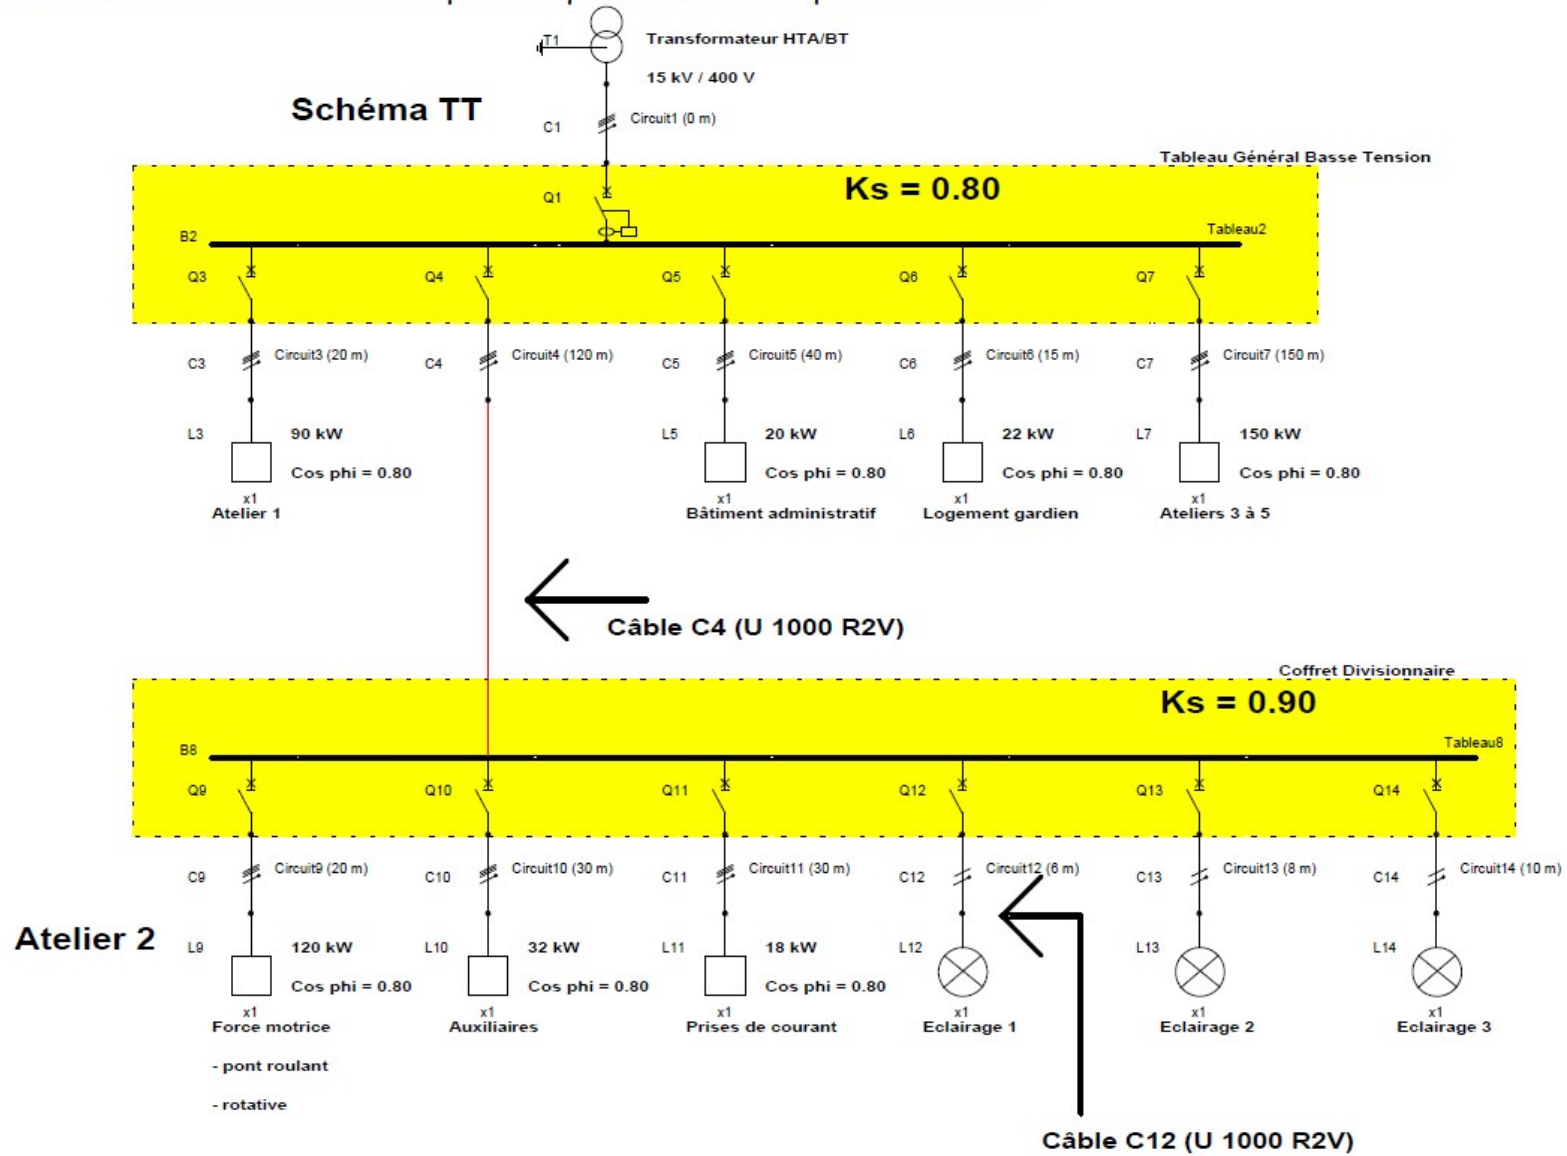 T1
Transformateur HTA/BT
15 kV / 400 V
Schéma TT
C1
Circuit1 (0 m)
Tableau Général Basse Tension
Q1
Ks = 0.80
B2
Tableau2
Q3
Q4
Q5
Q6
Q7
C3
Circuit3 (20 m)
C4
Circuit4 (120 m)
C5
Circuit5 (40 m)
C6
Circuit6 (15 m)
C7
Circuit7 (150 m)
L3
90 kW
Cos phi = 0.80
x1
Atelier 1
L5
20 kW
Cos phi = 0.80
x1
Bâtiment administratif
L6
22 kW
Cos phi = 0.80
x1
Logement gardien
L7
150 kW
Cos phi = 0.80
x1
Ateliers 3 à 5
Câble C4 (U 1000 R2V)
Coffret Divisionnaire
Ks = 0.90
B8
Tableau8
Q9
Q10
Q11
Q12
Q13
Q14
C9
Circuit9 (20 m)
C10
Circuit10 (30 m)
C11
Circuit11 (30 m)
C12
Circuit12 (6 m)
C13
Circuit13 (8 m)
C14
Circuit14 (10 m)
Atelier 2
L9
120 kW
Cos phi = 0.80
x1
Force motrice
- pont roulant
- rotative
L10
32 kW
Cos phi = 0.80
x1
Auxiliaires
L11
18 kW
Cos phi = 0.80
x1
Prises de courant
L12
x1
Eclairage 1
L13
x1
Eclairage 2
L14
x1
Eclairage 3
Câble C12 (U 1000 R2V)